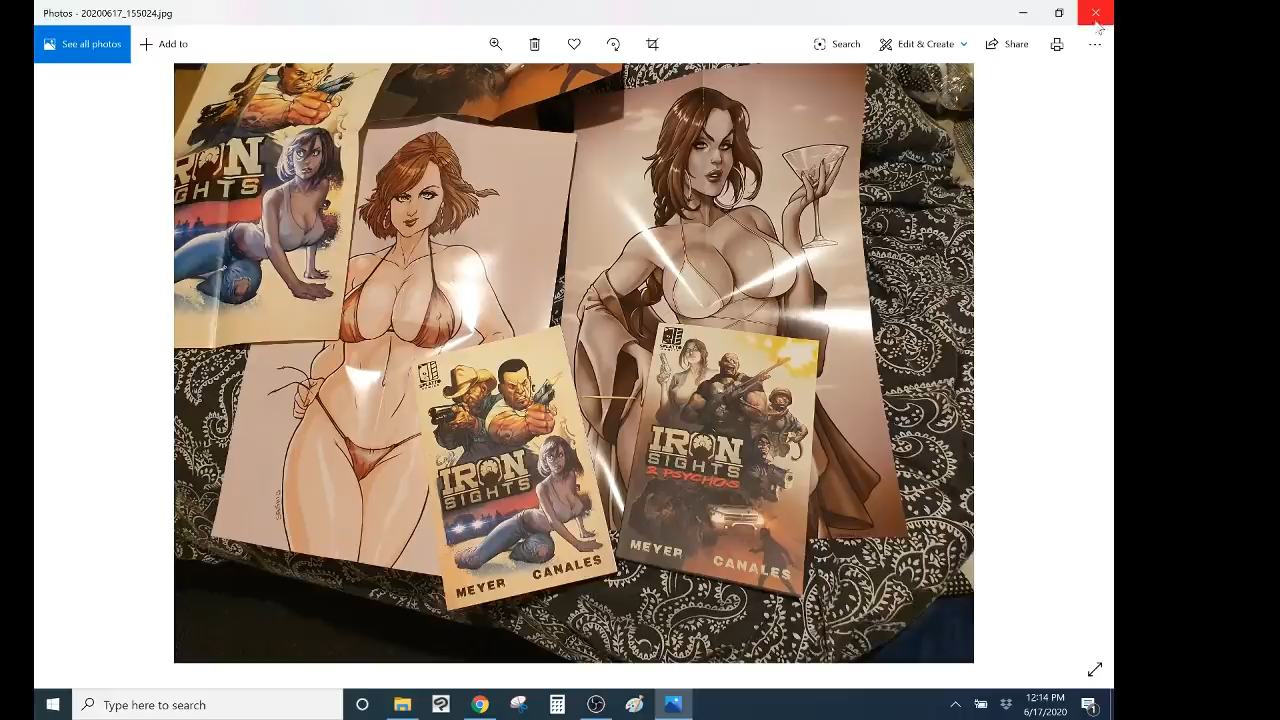 Photos - 20200617_155024.jpg
See all photos
Add to
Search
Edit & Create
Share
IRON
SIGHTS
IRON
SIGHTS
MEYER
CANALES
IRON
SIGHTS
2 PSYCHOS
MEYER
CANALES
Type here to search
12:14 PM
6/17/2020
1